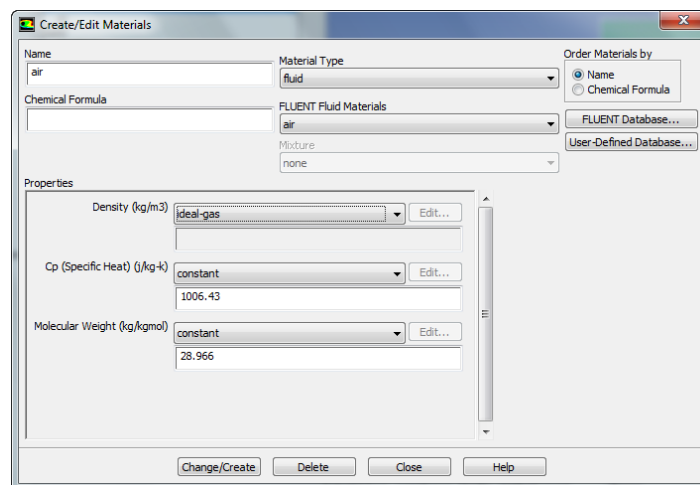 Create/Edit Materials
Name
air
Material Type
fluid
Order Materials by
Name
Chemical Formula
Chemical Formula
FLUENT Fluid Materials
air
FLUENT Database...
Mixture
none
User-Defined Database...
Properties
Density (kg/m3)
ideal-gas
Edit...
Cp (Specific Heat) (j/kg-k)
constant
Edit...
1006.43
Molecular Weight (kg/kgmol)
constant
Edit...
28.966
Change/Create
Delete
Close
Help